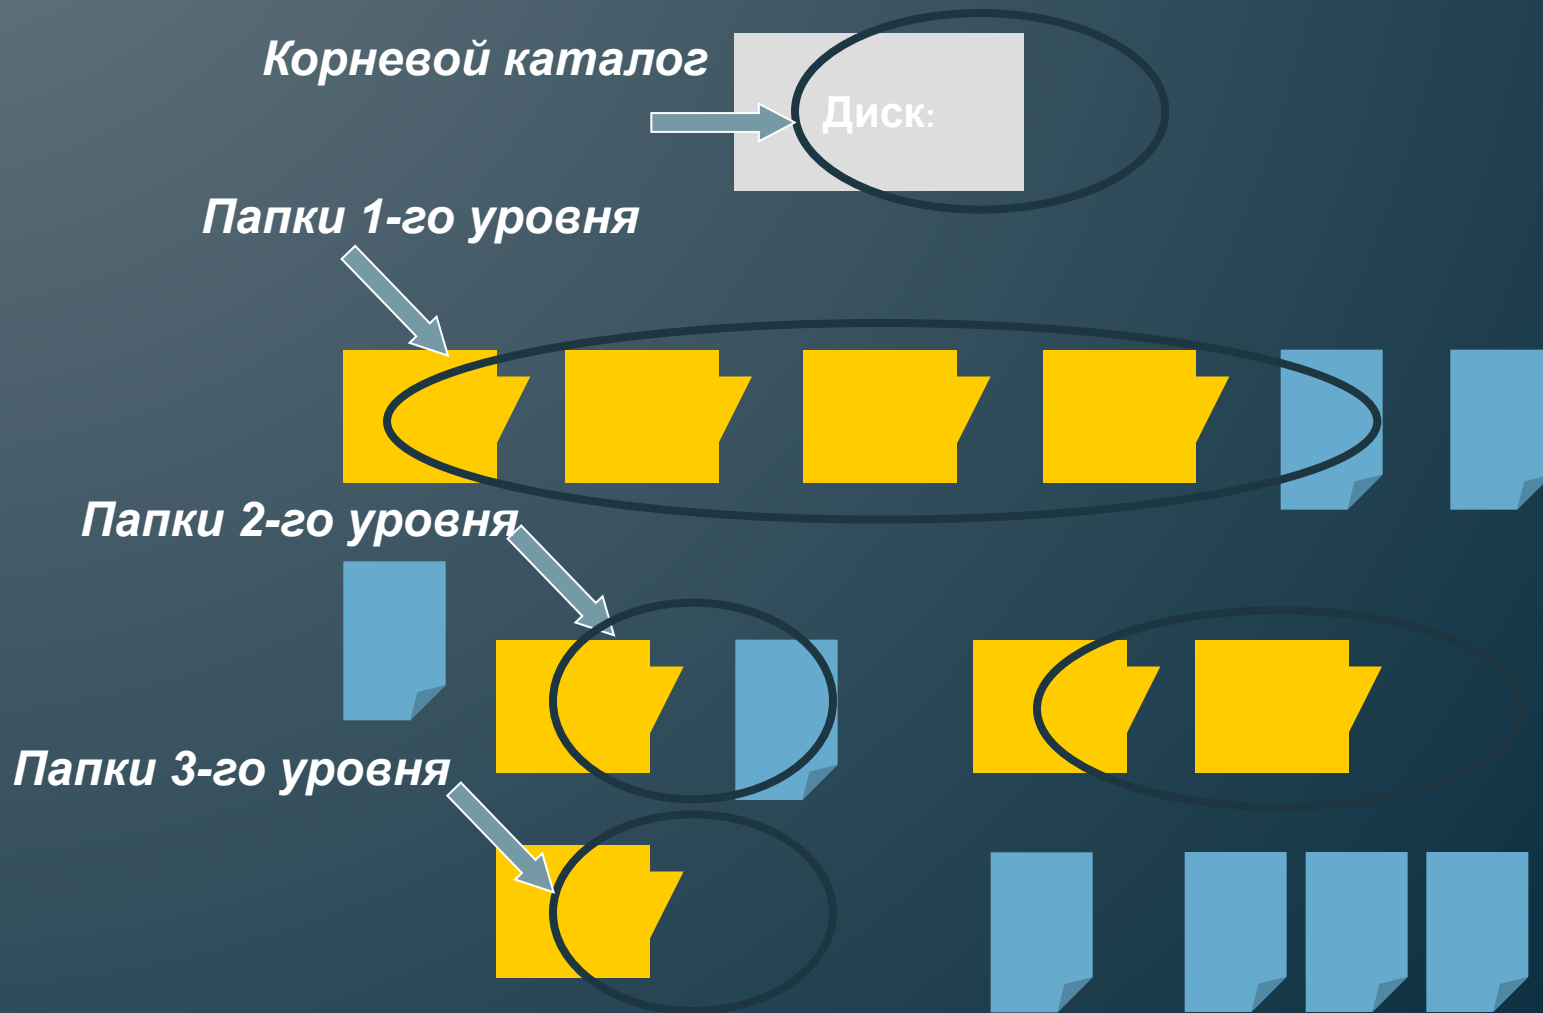 Корневой каталог
Диск:
Папки 1-го уровня
Папки 2-го уровня
Папки 3-го уровня